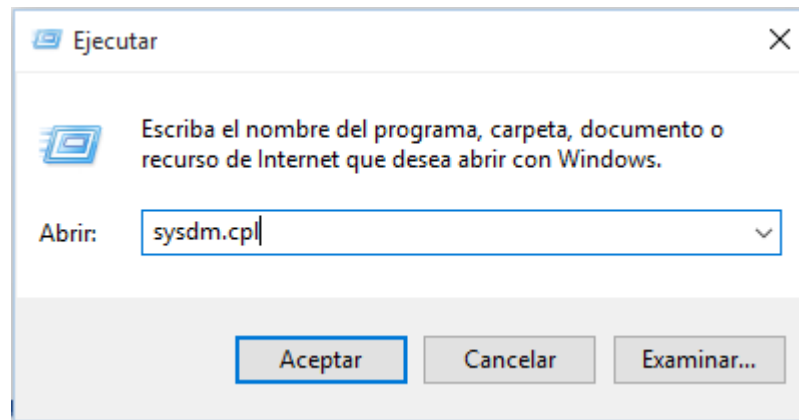 Ejecutar
Escriba el nombre del programa, carpeta, documento o
recurso de Internet que desea abrir con Windows.
Abrir: sysdm.cpl
Aceptar Cancelar Examinar...